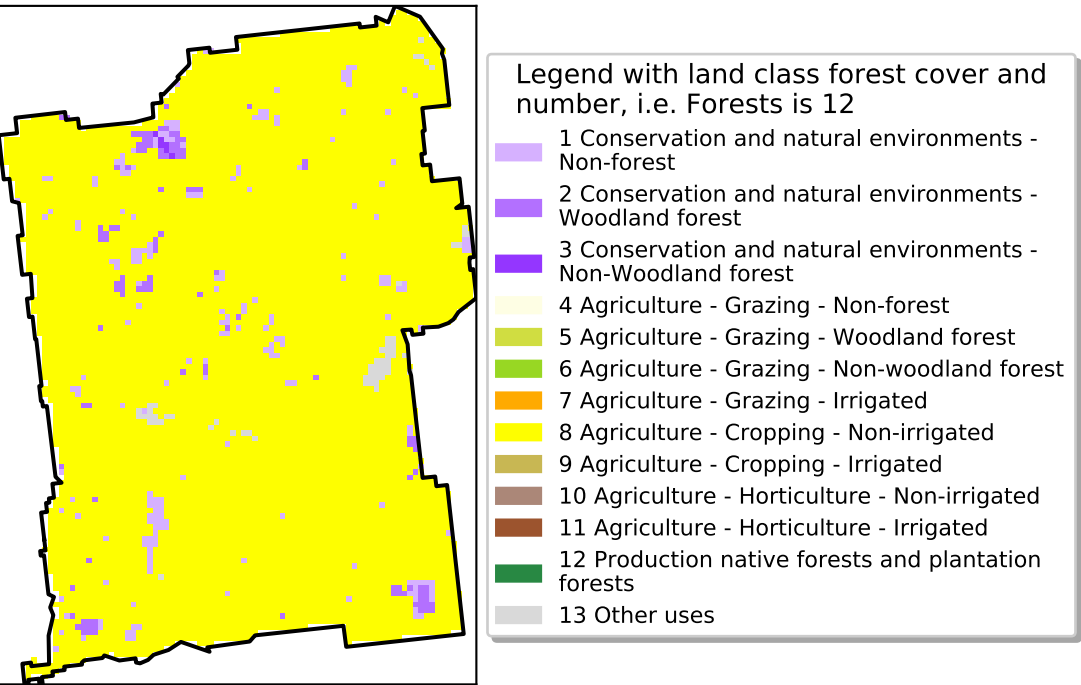 Legend with land class forest cover and
number, i.e. Forests is 12
1 Conservation and natural environments -
Non-forest
2 Conservation and natural environments -
Woodland forest
3 Conservation and natural environments -
Non-Woodland forest
4 Agriculture - Grazing - Non-forest
5 Agriculture - Grazing - Woodland forest
6 Agriculture - Grazing - Non-woodland forest
7 Agriculture - Grazing - Irrigated
8 Agriculture - Cropping - Non-irrigated
9 Agriculture - Cropping - Irrigated
10 Agriculture - Horticulture - Non-irrigated
11 Agriculture - Horticulture - Irrigated
12 Production native forests and plantation
forests
13 Other uses